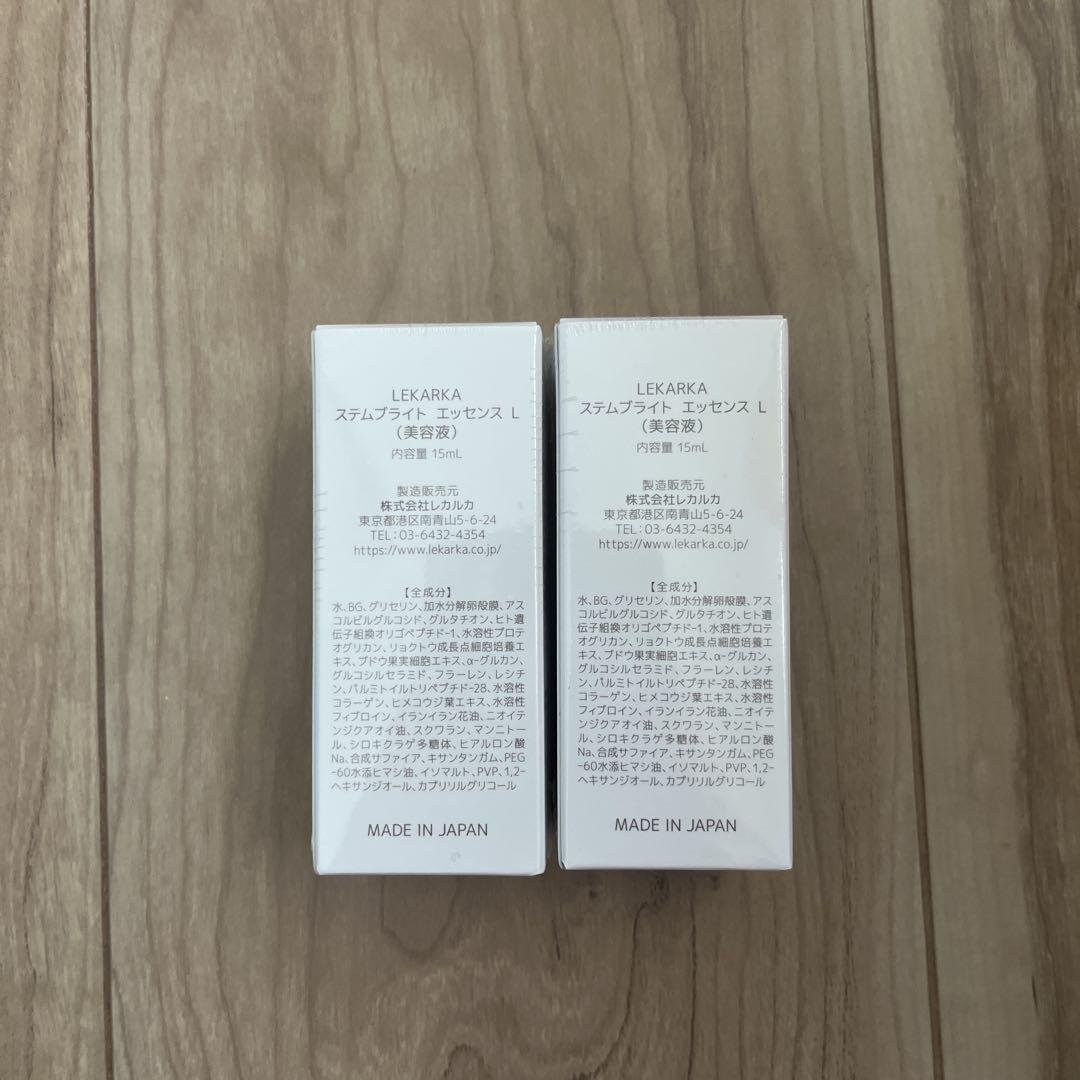 LEKARKA
ステムブライト エッセンス L
（美容液）
内容量 15mL
製造販売元
株式会社レカルカ
東京都港区南青山5-6-24
TEL：03-6432-4354
https://www.lekarka.co.jp/
【全成分】
水、BG、グリセリン、加水分解卵殻膜、アス
コルビルグルコシド、グルタチオン、ヒト遺
伝子組換オリゴペプチド-1、水溶性プロテ
オグリカン、リョクトウ成長点細胞培養エ
キス、ブドウ果実細胞エキス、α-グルカン、
グルコシルセラミド、フラーレン、レシチ
ン、パルミトイルトリペプチド-28、水溶性
コラーゲン、ヒメコウジ葉エキス、水溶性
フィブロイン、イランイラン花油、ニオイテ
ンジクアオイ油、スクワラン、マンニトー
ル、シロキクラゲ多糖体、ヒアルロン酸
Na、合成サファイア、キサンタンガム、PEG
-60水添ヒマシ油、イソマルト、PVP、1,2-
ヘキサンジオール、カプリリルグリコール
MADE IN JAPAN
LEKARKA
ステムブライト エッセンス L
（美容液）
内容量 15mL
製造販売元
株式会社レカルカ
東京都港区南青山5-6-24
TEL：03-6432-4354
https://www.lekarka.co.jp/
【全成分】
水、BG、グリセリン、加水分解卵殻膜、アス
コルビルグルコシド、グルタチオン、ヒト遺
伝子組換オリゴペプチド-1、水溶性プロテ
オグリカン、リョクトウ成長点細胞培養エ
キス、ブドウ果実細胞エキス、α-グルカン、
グルコシルセラミド、フラーレン、レシチ
ン、パルミトイルトリペプチド-28、水溶性
コラーゲン、ヒメコウジ葉エキス、水溶性
フィブロイン、イランイラン花油、ニオイテ
ンジクアオイ油、スクワラン、マンニトー
ル、シロキクラゲ多糖体、ヒアルロン酸
Na、合成サファイア、キサンタンガム、PEG
-60水添ヒマシ油、イソマルト、PVP、1,2-
ヘキサンジオール、カプリリルグリコール
MADE IN JAPAN